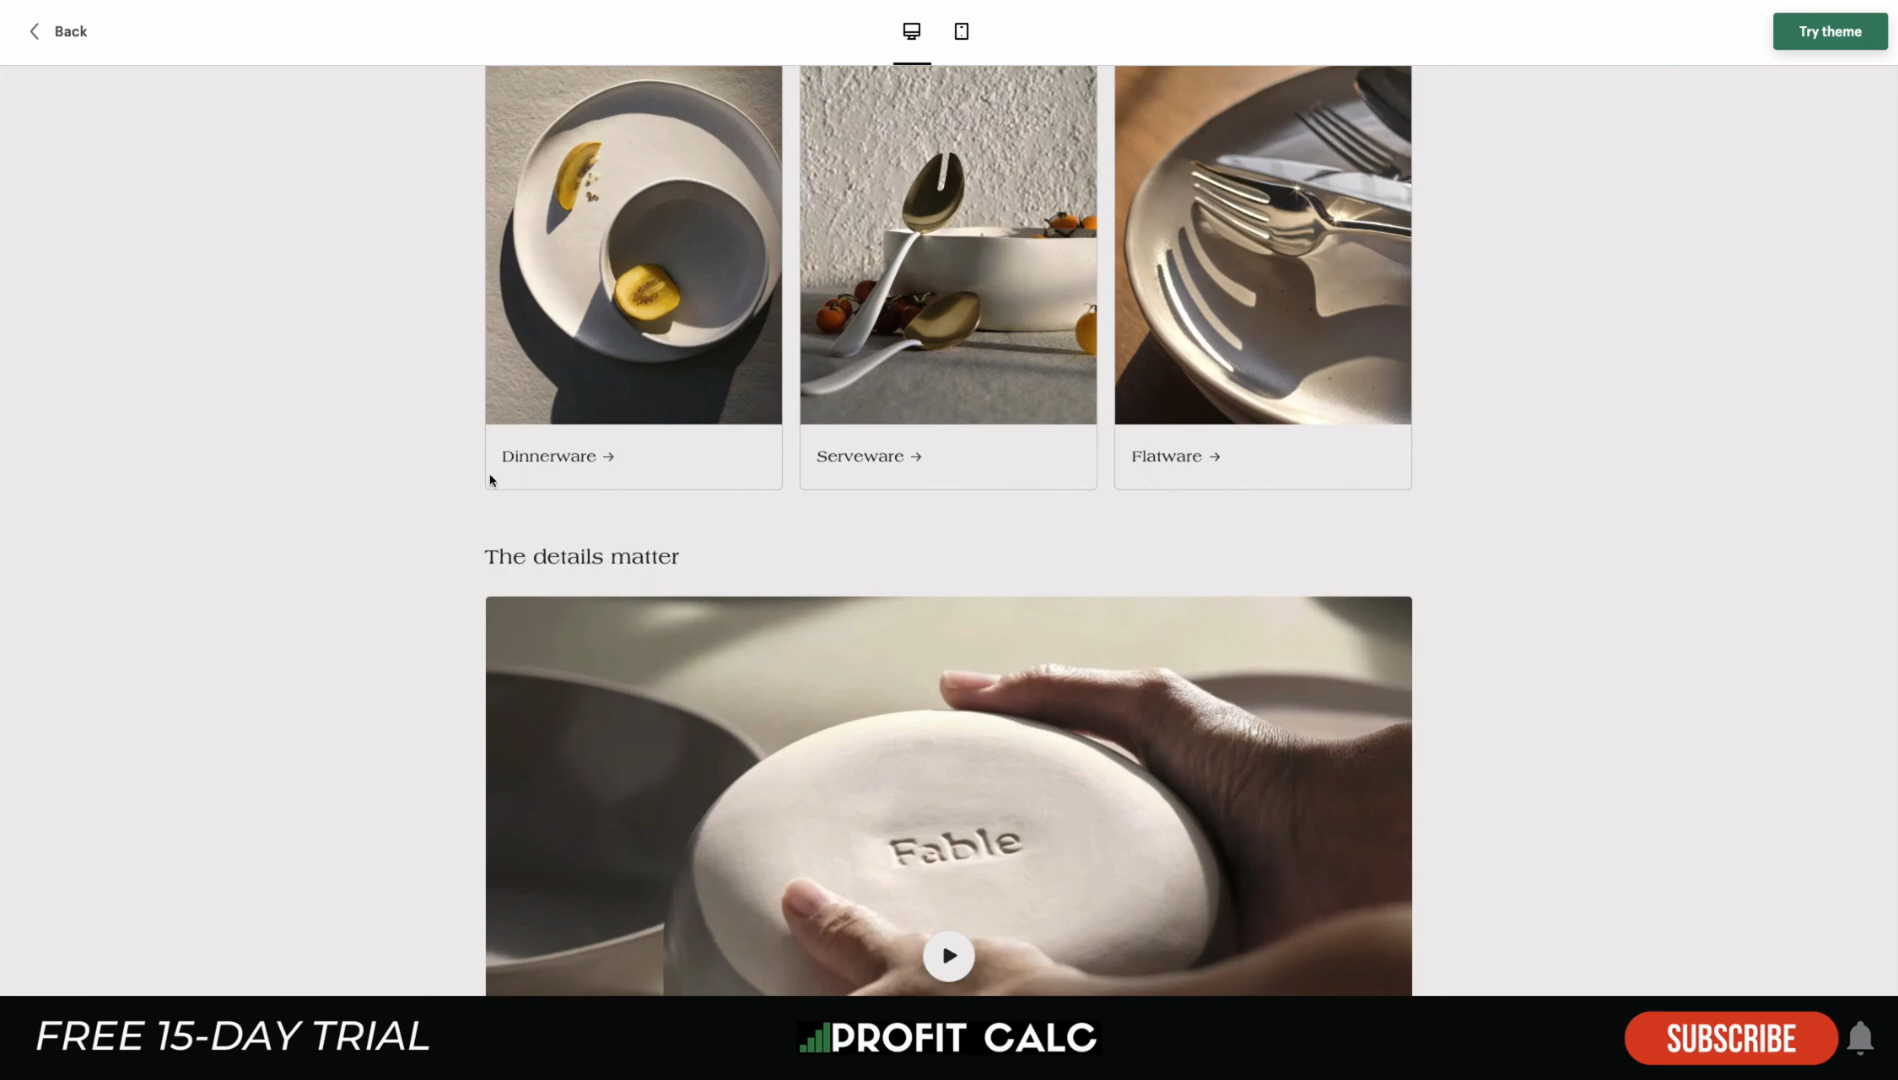 Back
Try theme
Dinnerware →
Serveware →
Flatware →
The details matter
Fable
FREE 15-DAY TRIAL
PROFIT CALC
SUBSCRIBE